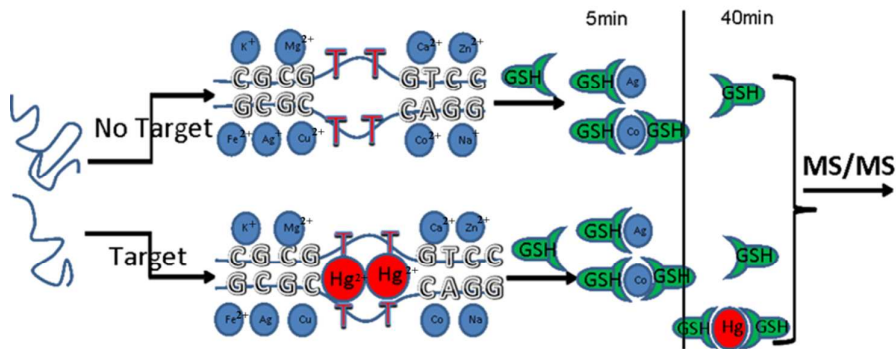 5min 40min
K+ Mg2+ Ca2+ Zn2+
T T
GSH GSH Ag GSH
CGCG GTCC
GCGC CAGG
No Target
T T
Fe2+ Ag+ Cu2+ Co2+ Na+
GSH Co GSH
MS/MS
K+ Mg2+ Ca2+ Zn2+
Target
T T
GSH GSH Ag GSH
CGCG GTCC
Hg2+ Hg2+
GCGC CAGG
GSH Co GSH
T T
Fe2+ Ag Cu Co Na
GSH Hg GSH